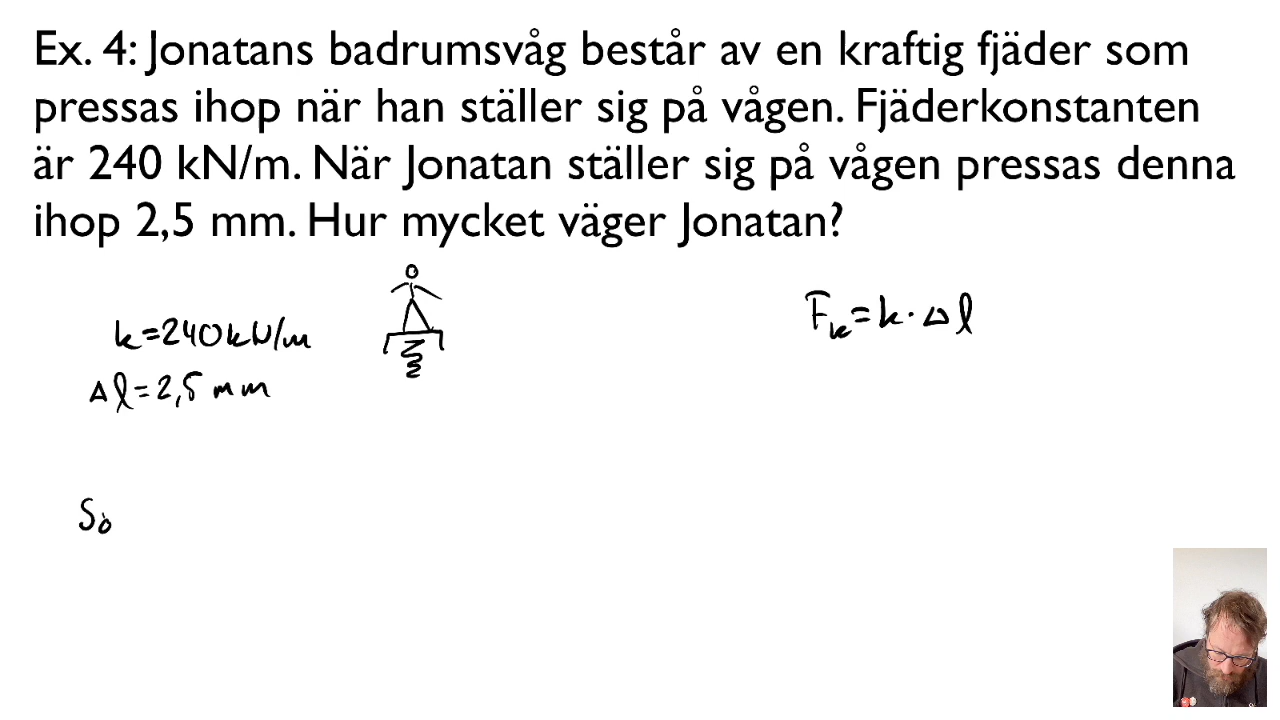 Ex. 4: Jonatans badrumsvåg består av en kraftig fjäder som
pressas ihop när han ställer sig på vågen. Fjäderkonstanten
är 240 kN/m. När Jonatan ställer sig på vågen pressas denna
ihop 2,5 mm. Hur mycket väger Jonatan?
k=240kN/m
Δl=2,5 mm
F_k=k·Δl
Sö